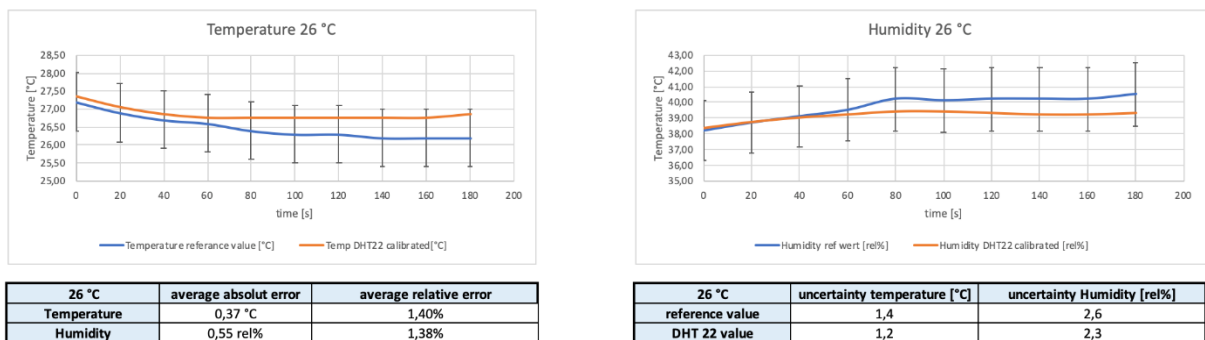 Temperature 26 °C
Temperature [°C]
28,50
28,00
27,50
27,00
26,50
26,00
25,50
25,00
0 20 40 60 80 100 120 140 160 180 200
time [s]
Temperature referance value [°C] Temp DHT22 calibrated[°C]
Humidity 26 °C
Temperature [°C]
43,00
42,00
41,00
40,00
39,00
38,00
37,00
36,00
35,00
0 20 40 60 80 100 120 140 160 180 200
time [s]
Humidity ref wert [rel%] Humidity DHT22 calibrated [rel%]
26 °C average absolut error average relative error
Temperature 0,37 °C 1,40%
Humidity 0,55 rel% 1,38%
26 °C uncertainty temperature [°C] uncertainty Humidity [rel%]
reference value 1,4 2,6
DHT 22 value 1,2 2,3